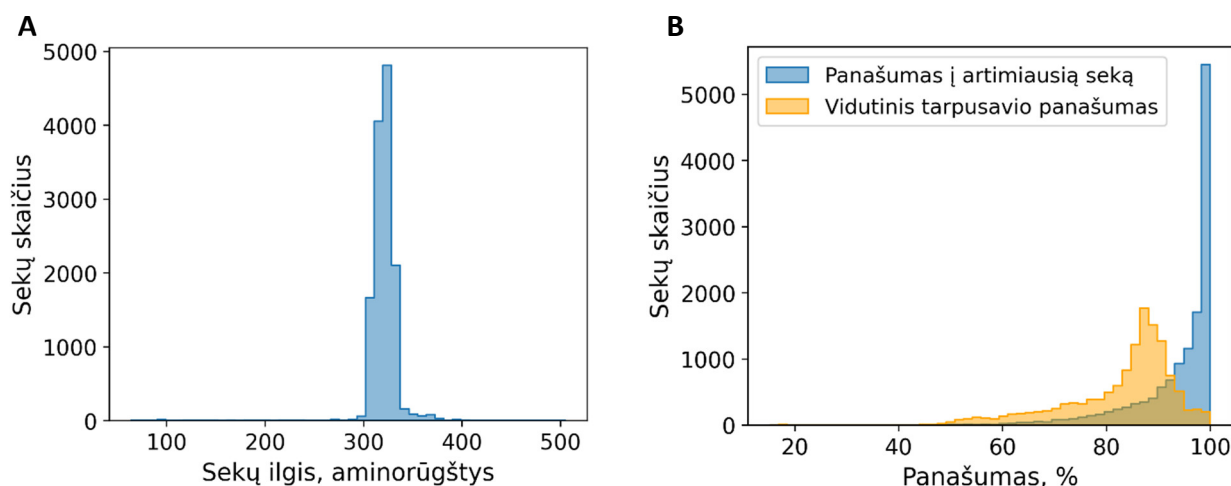 A
5000
4000
3000
2000
1000
0
Sekų skaičius
100
200
300
400
500
Sekų ilgis, aminorūgštys
B
Panašumas į artimiausią seką
Vidutinis tarpusavio panašumas
5000
4000
3000
2000
1000
0
Sekų skaičius
20
40
60
80
100
Panašumas, %